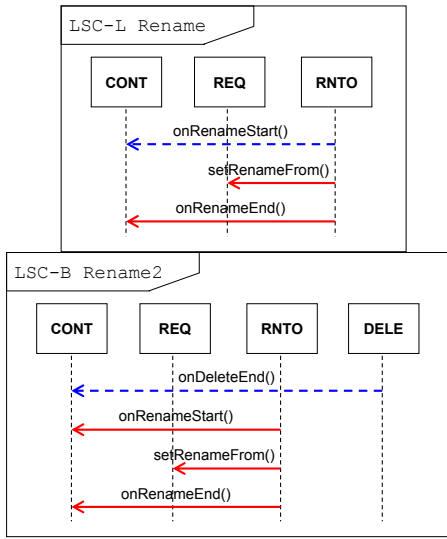 LSC-L Rename
CONT REQ RNTO
onRenameStart()
setRenameFrom()
onRenameEnd()
LSC-B Rename2
CONT REQ RNTO DELE
onDeleteEnd()
onRenameStart()
setRenameFrom()
onRenameEnd()